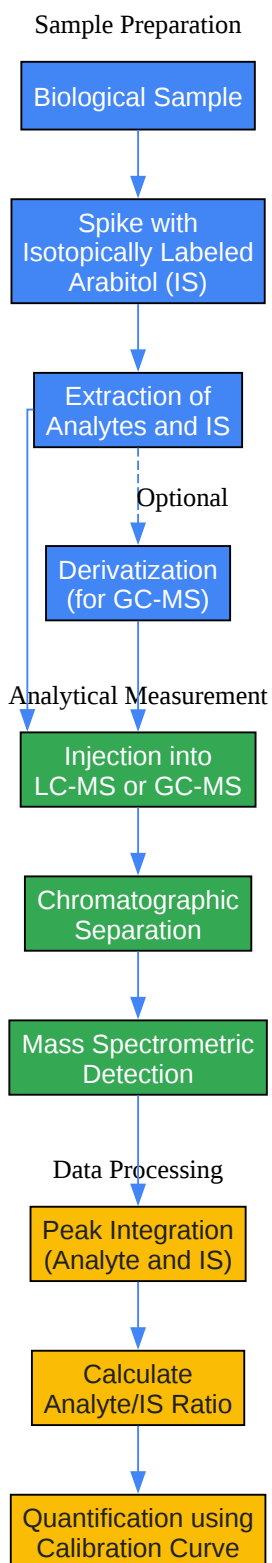 Sample Preparation
Biological Sample
Spike with
Isotopically Labeled
Arabitol (IS)
Extraction of
Analytes and IS
Optional
Derivatization
(for GC-MS)
Analytical Measurement
Injection into
LC-MS or GC-MS
Chromatographic
Separation
Mass Spectrometric
Detection
Data Processing
Peak Integration
(Analyte and IS)
Calculate
Analyte/IS Ratio
Quantification using
Calibration Curve